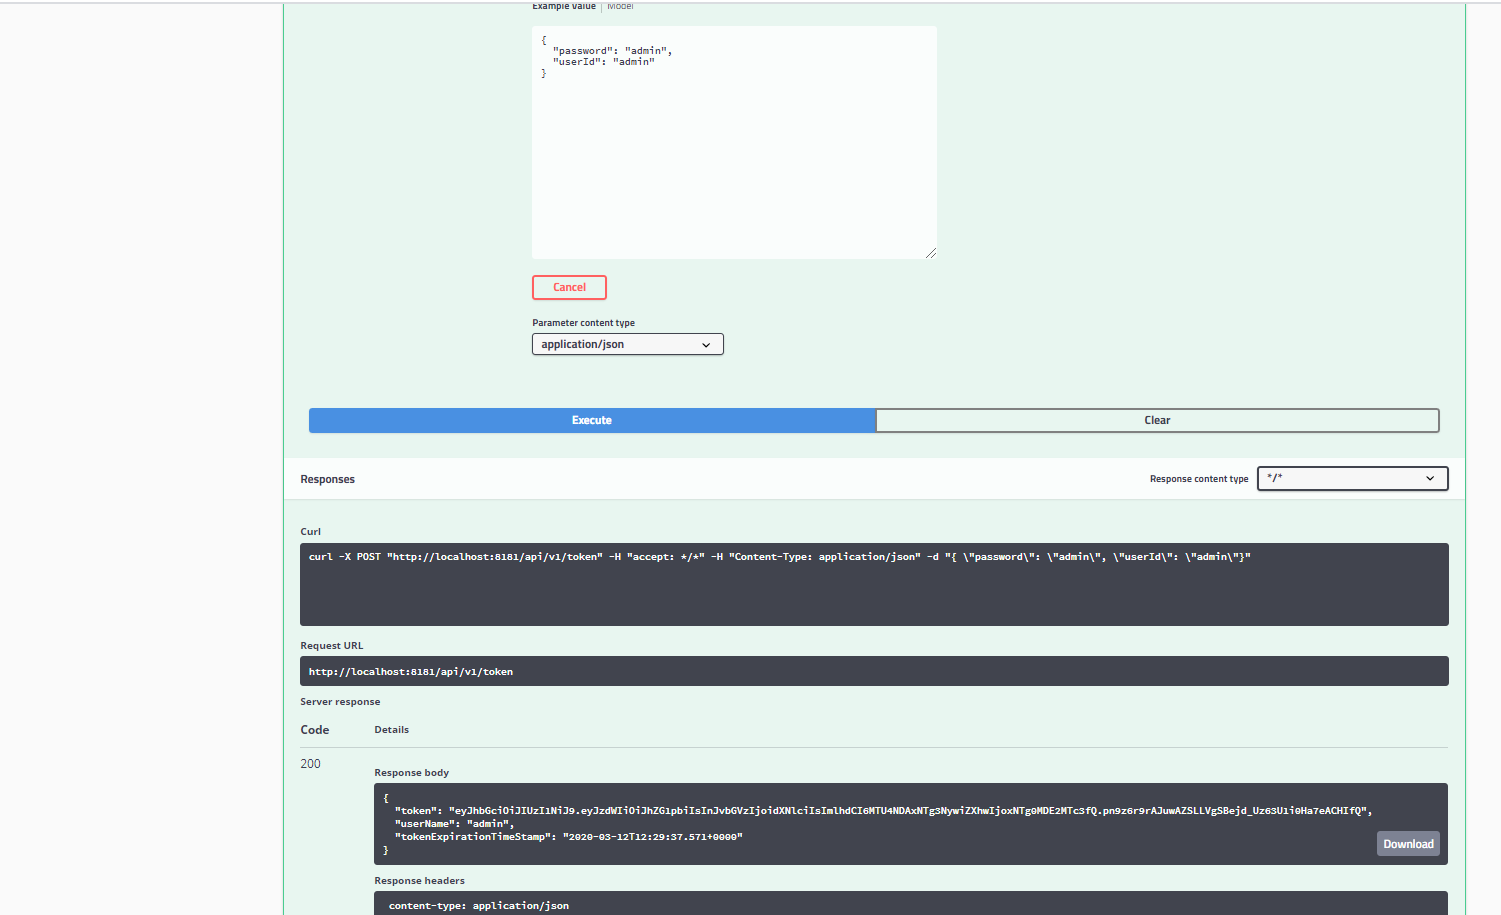 Example Value | Model
{
"password": "admin",
"userId": "admin"
}
Cancel
Parameter content type
application/json
Execute
Clear
Responses
Response content type
*/*
Curl
curl -X POST "http://localhost:8181/api/v1/token" -H "accept: */*" -H "Content-Type: application/json" -d "{ \"password\": \"admin\", \"userId\": \"admin\"}"
Request URL
http://localhost:8181/api/v1/token
Server response
Code
Details
200
Response body
{
"token": "eyJhbGciOiJIUzI1NiJ9.eyJzdWIiOiJhZG1pbiIsInJvbGVzIjoidXNlciIsImlhdCI6MTU4NDAxNTg3NywiZXhwIjoxNTg0MDE2MTc3fQ.pn9z6r9rAJuwAZSLLVgSBejd_Uz63U1i0Ha7eACHIfQ",
"userName": "admin",
"tokenExpirationTimeStamp": "2020-03-12T12:29:37.571+0000"
}
Download
Response headers
content-type: application/json